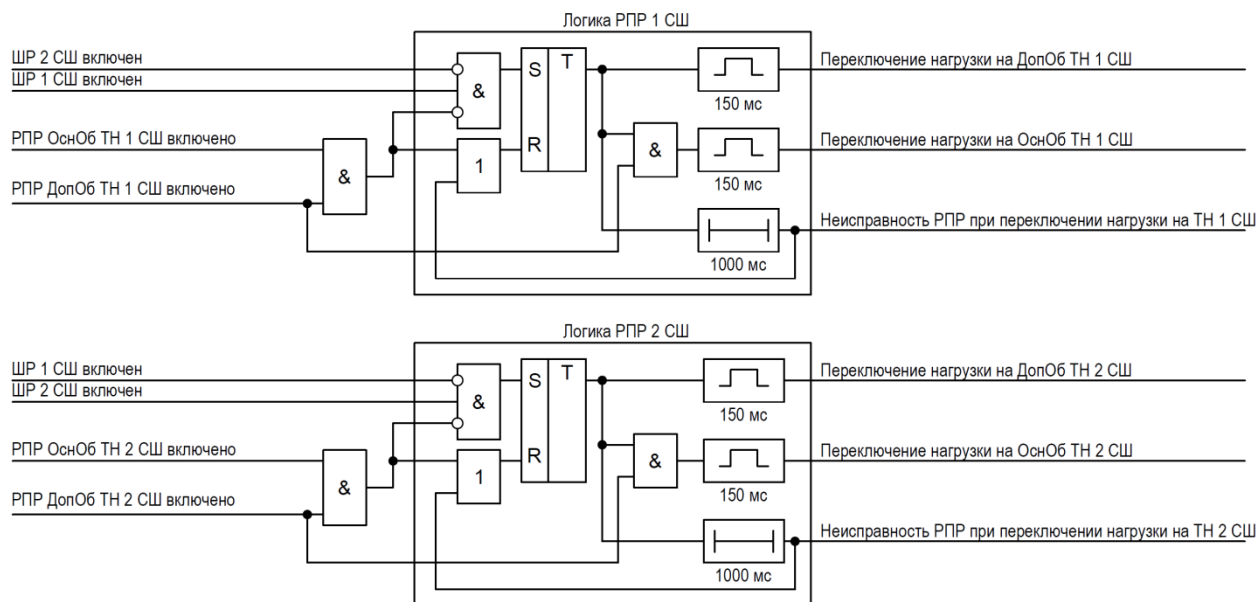 Логика РПР 1 СШ
ШР 2 СШ включен
ШР 1 СШ включен
РПР ОснОб ТН 1 СШ включено
РПР ДопОб ТН 1 СШ включено
&
&
1
S
T
R
&
150 мс
150 мс
1000 мс
Переключение нагрузки на ДопОб ТН 1 СШ
Переключение нагрузки на ОснОб ТН 1 СШ
Неисправность РПР при переключении нагрузки на ТН 1 СШ
Логика РПР 2 СШ
ШР 1 СШ включен
ШР 2 СШ включен
РПР ОснОб ТН 2 СШ включено
РПР ДопОб ТН 2 СШ включено
&
&
1
S
T
R
&
150 мс
150 мс
1000 мс
Переключение нагрузки на ДопОб ТН 2 СШ
Переключение нагрузки на ОснОб ТН 2 СШ
Неисправность РПР при переключении нагрузки на ТН 2 СШ